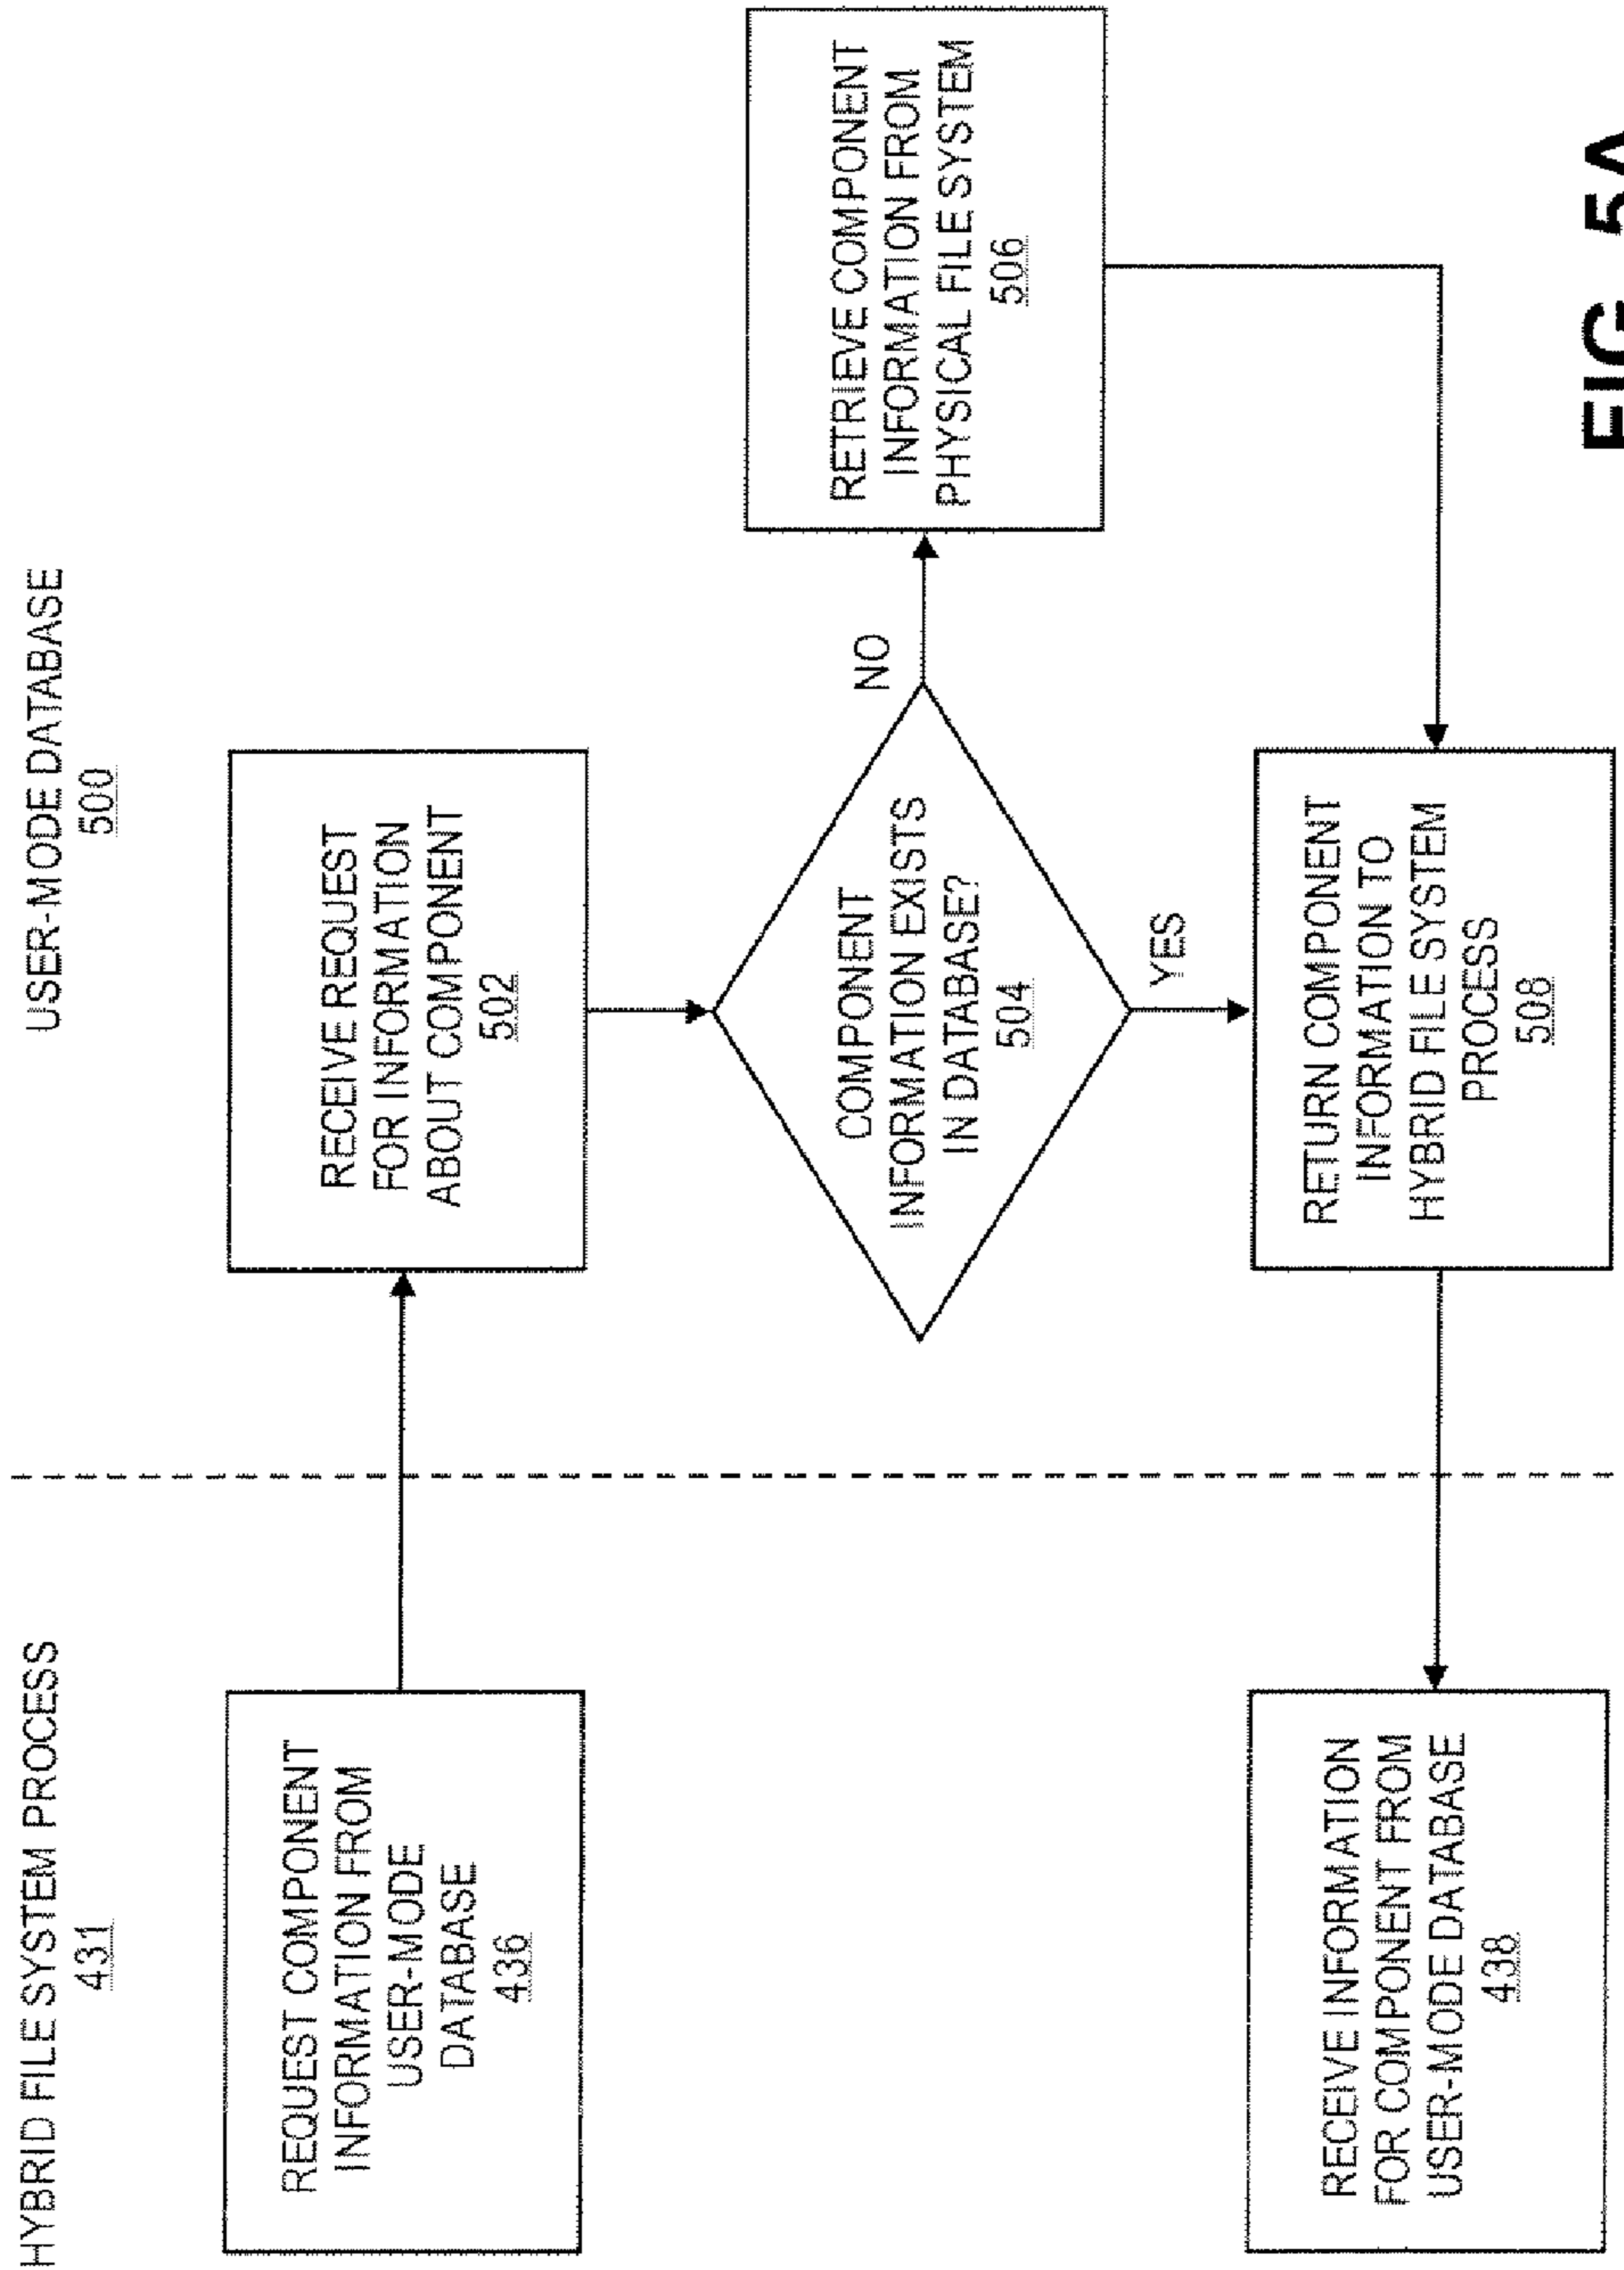 HYBRID FILE SYSTEM PROCESS
431
USER-MODE DATABASE
500
REQUEST COMPONENT
INFORMATION FROM
USER-MODE
DATABASE
436
RECEIVE REQUEST
FOR INFORMATION
ABOUT COMPONENT
502
COMPONENT
INFORMATION EXISTS
IN DATABASE?
504
NO
RETRIEVE COMPONENT
INFORMATION FROM
PHYSICAL FILE SYSTEM
506
YES
RETURN COMPONENT
INFORMATION TO
HYBRID FILE SYSTEM
PROCESS
508
RECEIVE INFORMATION
FOR COMPONENT FROM
USER-MODE DATABASE
438
FIG. 5A